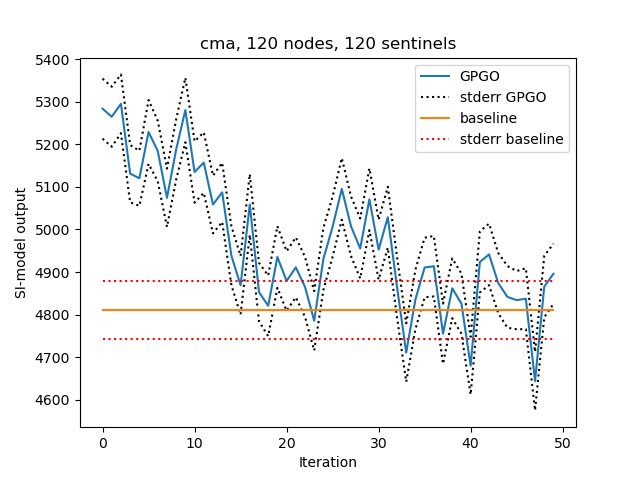 cma, 120 nodes, 120 sentinels
5400
5300
5200
5100
5000
4900
4800
4700
4600
SI-model output
GPGO
stderr GPGO
baseline
stderr baseline
0 10 20 30 40 50
Iteration